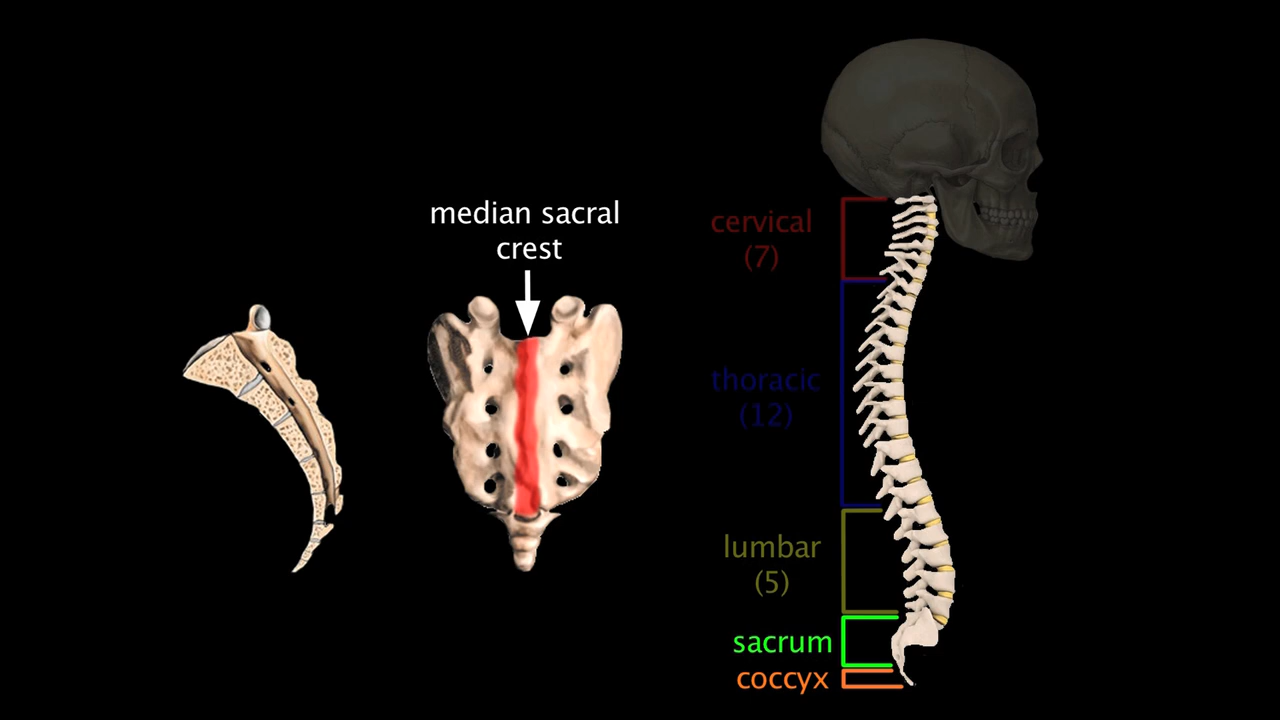 median sacral
crest
cervical
(7)
thoracic
(12)
lumbar
(5)
sacrum
coccyx